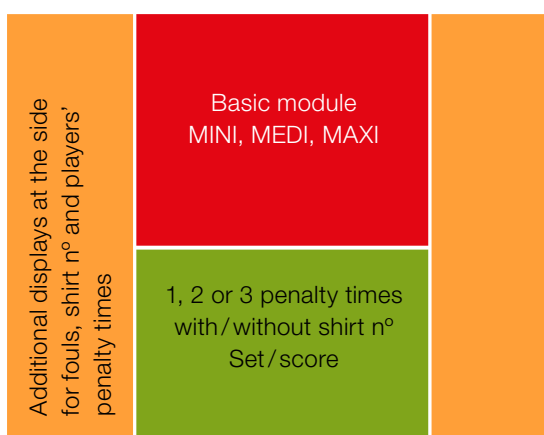 Additional displays at the side
for fouls, shirt nº and players’
penalty times
Basic module
MINI, MEDI, MAXI
1, 2 or 3 penalty times
with/without shirt nº
Set/score